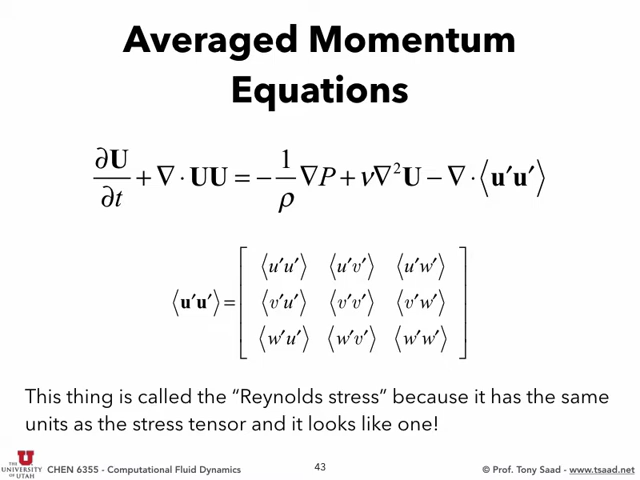 Averaged Momentum
Equations
∂U/∂t + ∇ · UU = −(1/ρ)∇P + ν∇²U − ∇ · ⟨u′u′⟩
⟨u′u′⟩ = [ ⟨u′u′⟩ ⟨u′v′⟩ ⟨u′w′⟩
⟨v′u′⟩ ⟨v′v′⟩ ⟨v′w′⟩
⟨w′u′⟩ ⟨w′v′⟩ ⟨w′w′⟩ ]
This thing is called the “Reynolds stress” because it has the same
units as the stress tensor and it looks like one!
THE
UNIVERSITY
OF UTAH
CHEN 6355 - Computational Fluid Dynamics
43
© Prof. Tony Saad - www.tsaad.net